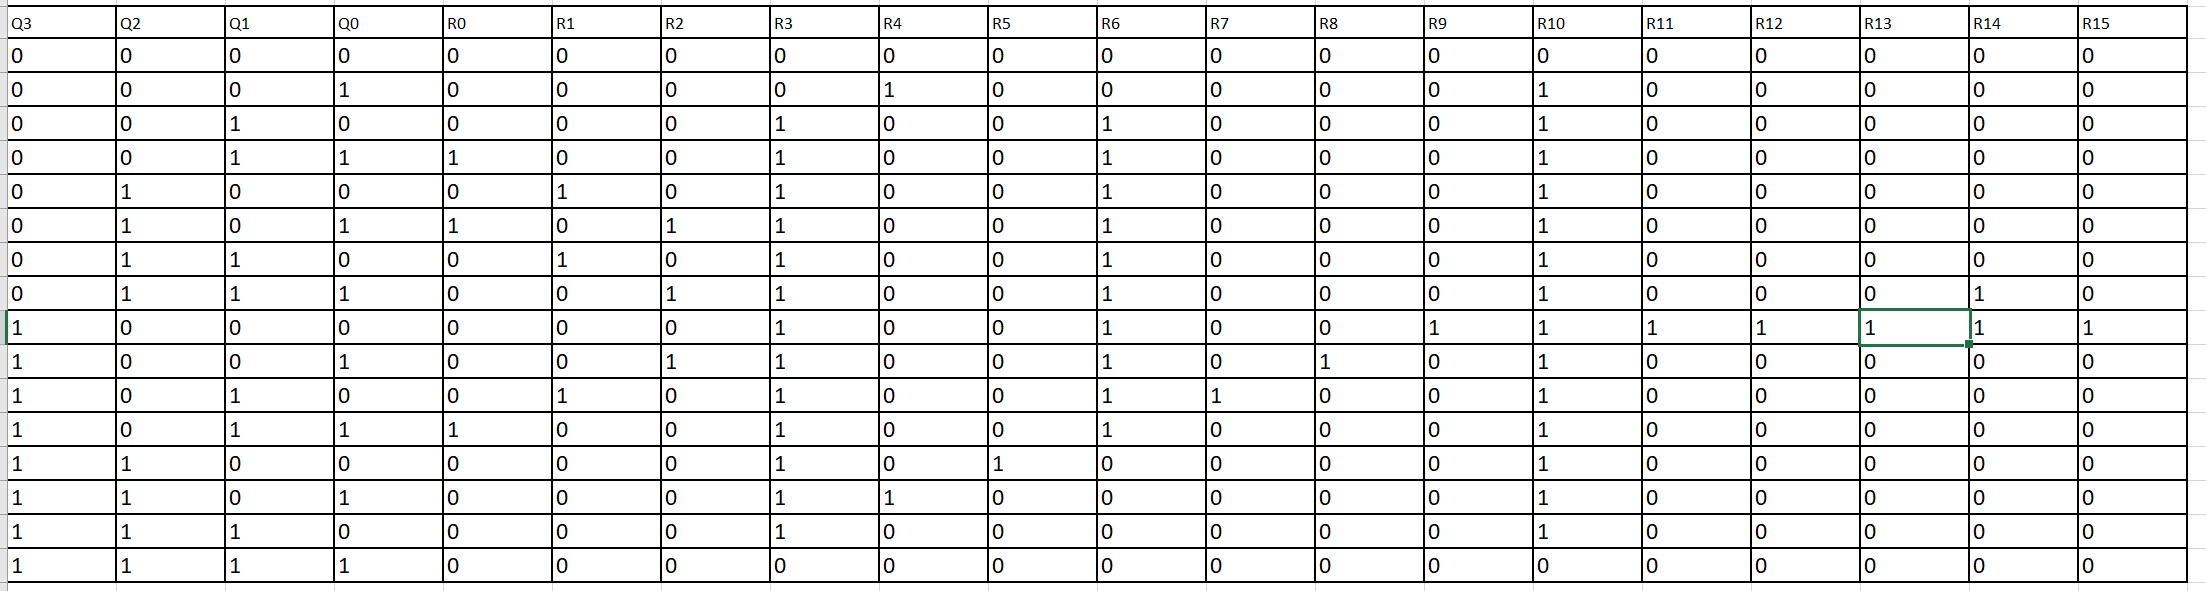 Q3 Q2 Q1 Q0 R0 R1 R2 R3 R4 R5 R6 R7 R8 R9 R10 R11 R12 R13 R14 R15
0 0 0 0 0 0 0 0 0 0 0 0 0 0 0 0 0 0 0 0
0 0 0 1 0 0 0 0 1 0 0 0 0 0 1 0 0 0 0 0
0 0 1 0 0 0 0 1 0 0 1 0 0 0 1 0 0 0 0 0
0 0 1 1 1 0 0 1 0 0 1 0 0 0 1 0 0 0 0 0
0 1 0 0 0 1 0 1 0 0 1 0 0 0 1 0 0 0 0 0
0 1 0 1 1 0 1 1 0 0 1 0 0 0 1 0 0 0 0 0
0 1 1 0 0 1 0 1 0 0 1 0 0 0 1 0 0 0 0 0
0 1 1 1 0 0 1 1 0 0 1 0 0 0 1 0 0 0 1 0
1 0 0 0 0 0 0 1 0 0 1 0 0 1 1 1 1 1 1 1
1 0 0 1 0 0 1 1 0 0 1 0 1 0 1 0 0 0 0 0
1 0 1 0 0 1 0 1 0 0 1 1 0 0 1 0 0 0 0 0
1 0 1 1 1 0 0 1 0 0 1 0 0 0 1 0 0 0 0 0
1 1 0 0 0 0 0 1 0 1 0 0 0 0 1 0 0 0 0 0
1 1 0 1 0 0 0 1 1 0 0 0 0 0 1 0 0 0 0 0
1 1 1 0 0 0 0 1 0 0 0 0 0 0 1 0 0 0 0 0
1 1 1 1 0 0 0 0 0 0 0 0 0 0 0 0 0 0 0 0